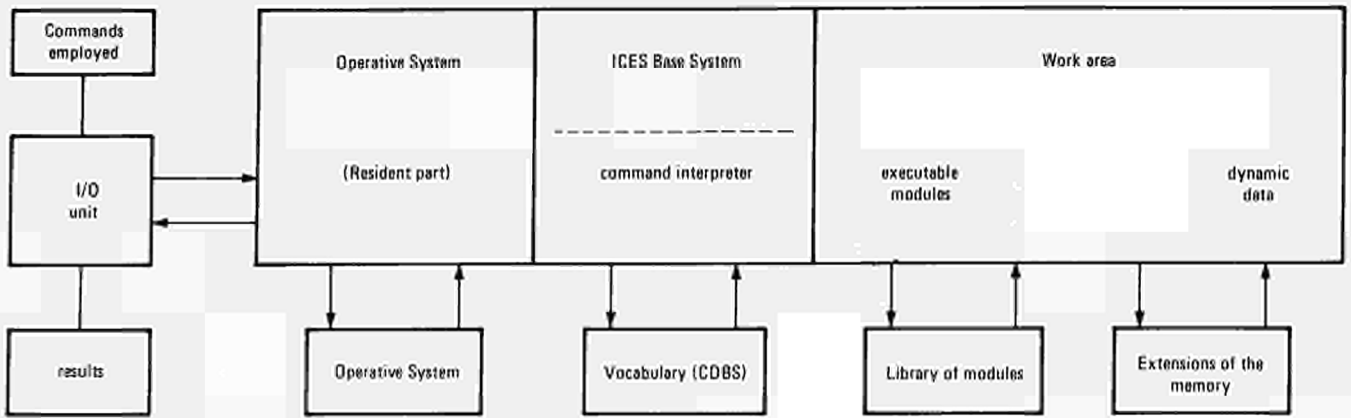 Commands
employed
Operative System
ICES Base System
Work area
I/O
unit
(Resident part)
command interpreter
executable
modules
dynamic
data
results
Operative System
Vocabulary (CDBS)
Library of modules
Extensions of the
memory